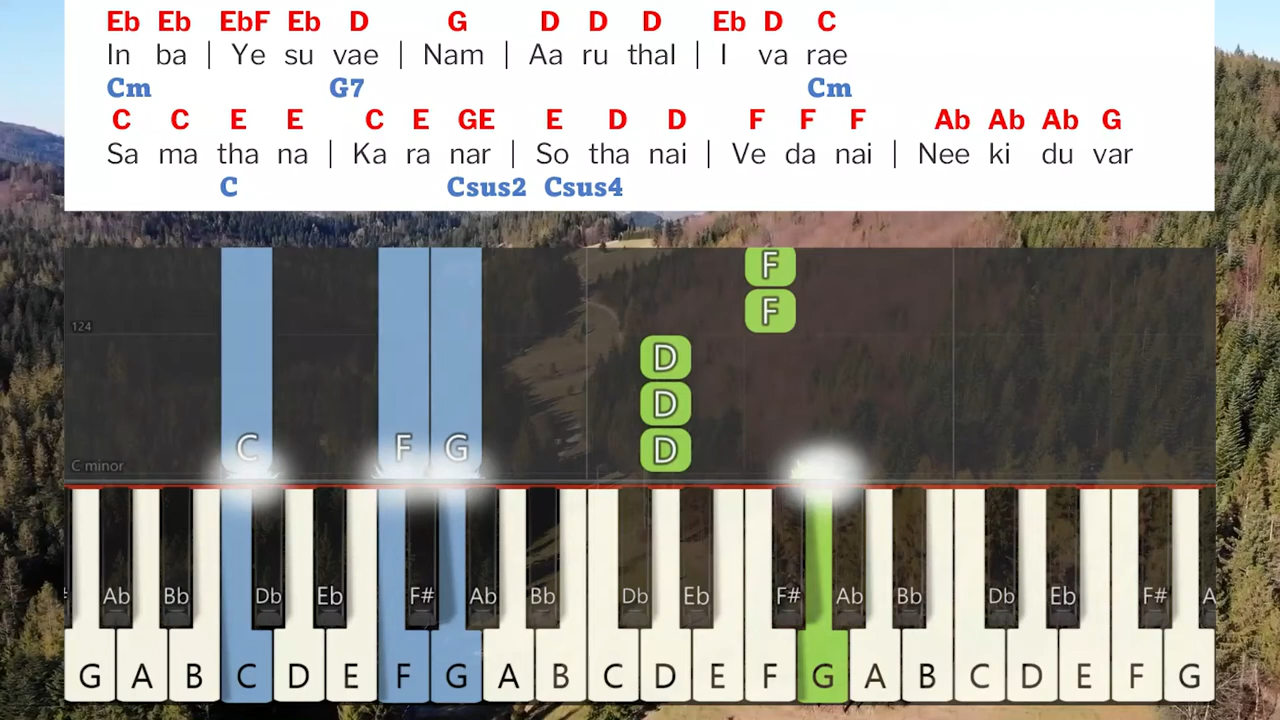 Eb Eb EbF Eb D G D D D Eb D C
In ba | Ye su vae | Nam | Aa ru thal | I va rae
Cm G7 Cm
C C E E C E GE E D D F F F Ab Ab Ab G
Sa ma tha na | Ka ra nar | So tha nai | Ve da nai | Nee ki du var
C Csus2 Csus4
F
F
124
D
D
C F G D
C minor
Ab Bb Db Eb F# Ab Bb Db Eb F# Ab Bb Db Eb F# A
G A B C D E F G A B C D E F G A B C D E F G